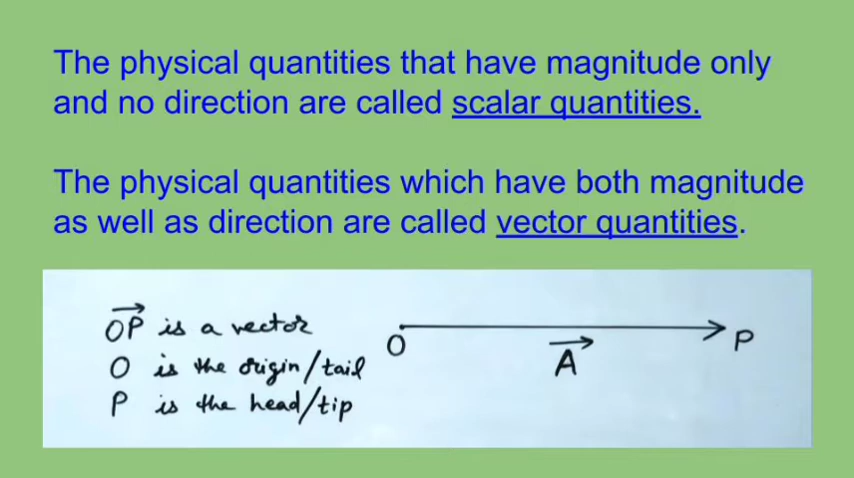 The physical quantities that have magnitude only
and no direction are called scalar quantities.
The physical quantities which have both magnitude
as well as direction are called vector quantities.
OP is a vector
O is the origin/tail
P is the head/tip
O
P
A